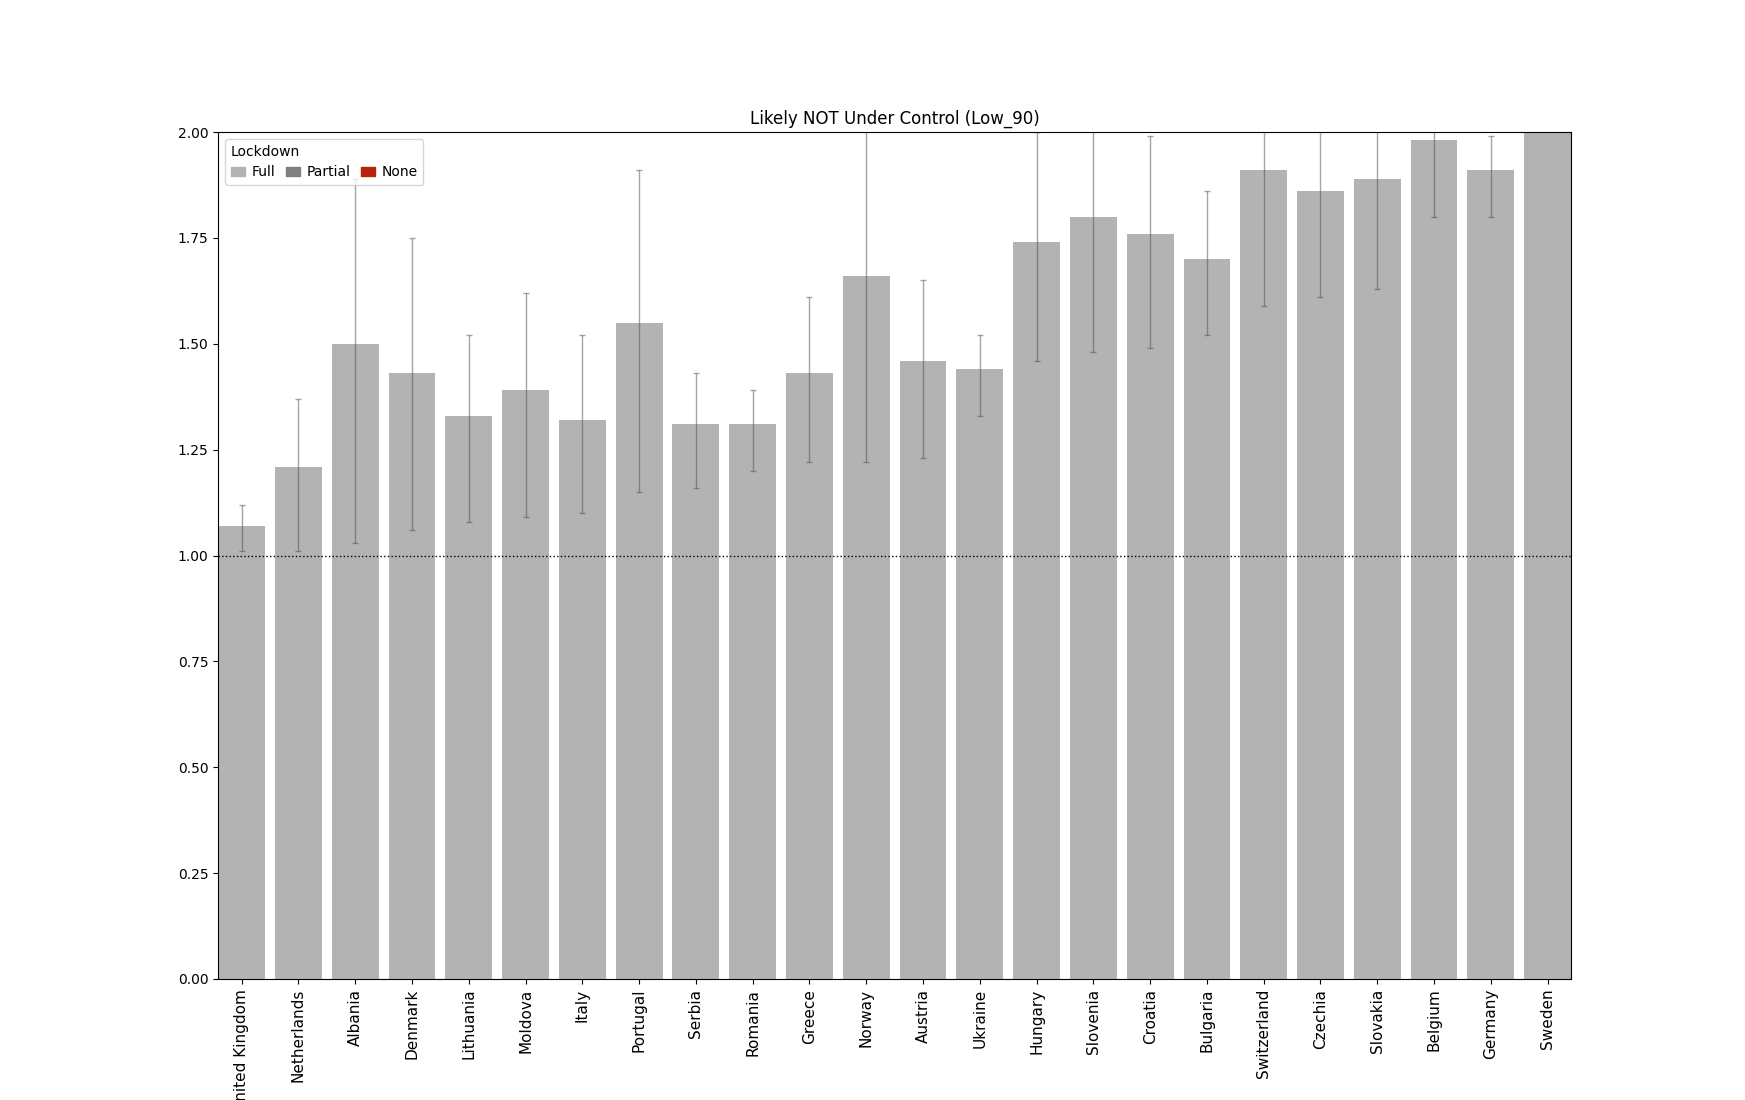 Likely NOT Under Control (Low_90)
Lockdown
Full Partial None
2.00
1.75
1.50
1.25
1.00
0.75
0.50
0.25
0.00
nited Kingdom
Netherlands
Albania
Denmark
Lithuania
Moldova
Italy
Portugal
Serbia
Romania
Greece
Norway
Austria
Ukraine
Hungary
Slovenia
Croatia
Bulgaria
Switzerland
Czechia
Slovakia
Belgium
Germany
Sweden